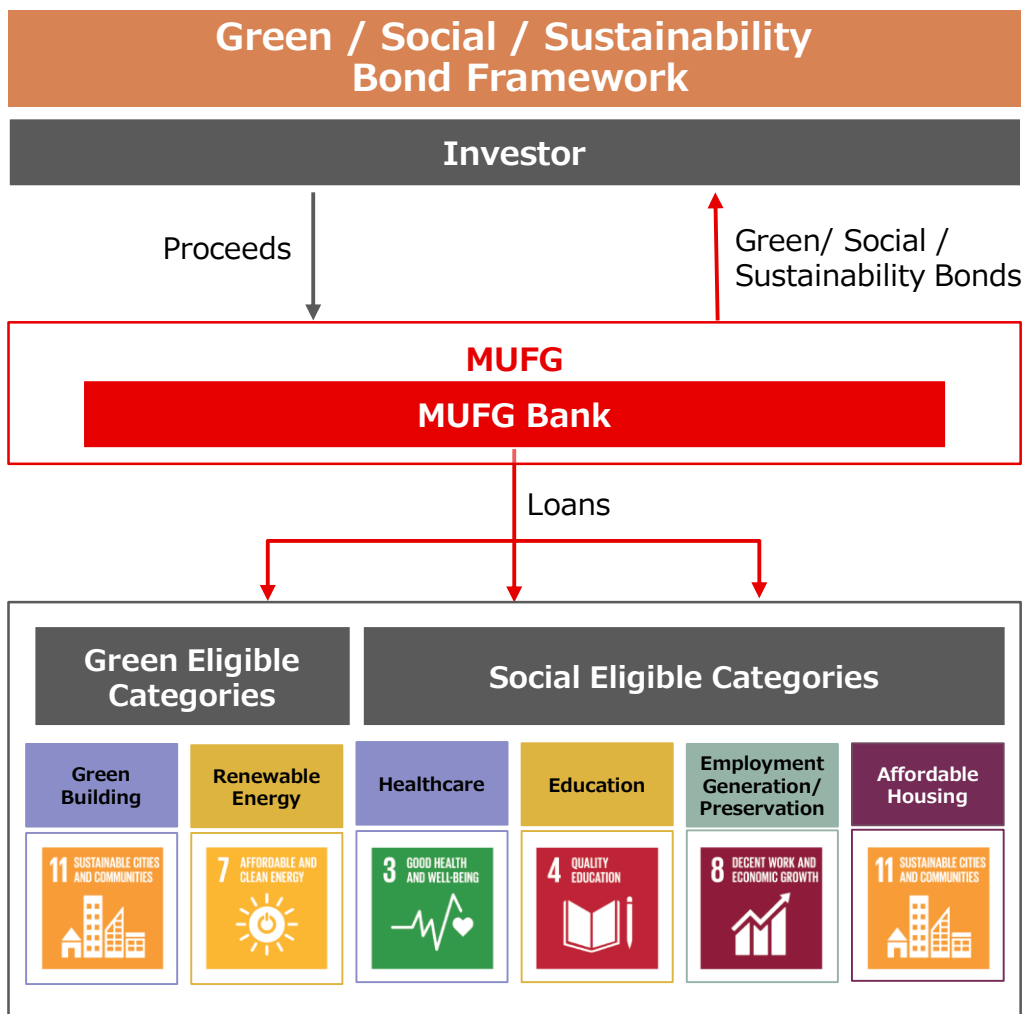 Green / Social / Sustainability
Bond Framework
Investor
Proceeds
Green/ Social /
Sustainability Bonds
MUFG
MUFG Bank
Loans
Green Eligible
Categories
Social Eligible Categories
Green
Building
Renewable
Energy
Healthcare
Education
Employment
Generation/
Preservation
Affordable
Housing
11 SUSTAINABLE CITIES
AND COMMUNITIES
7 AFFORDABLE AND
CLEAN ENERGY
3 GOOD HEALTH
AND WELL-BEING
4 QUALITY
EDUCATION
8 DECENT WORK AND
ECONOMIC GROWTH
11 SUSTAINABLE CITIES
AND COMMUNITIES